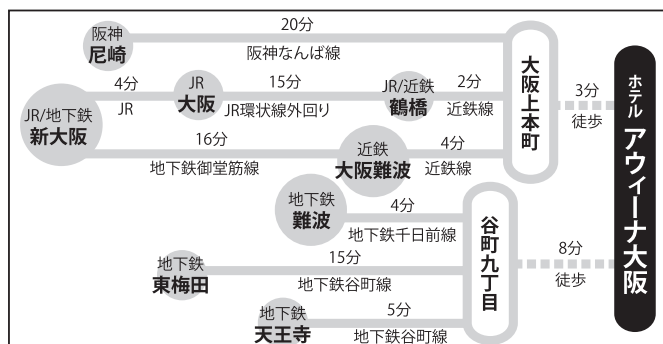 阪神
尼崎
20分
阪神なんば線
JR/地下鉄
新大阪
4分
JR
JR
大阪
15分
JR環状線外回り
JR/近鉄
鶴橋
2分
近鉄線
16分
地下鉄御堂筋線
近鉄
大阪難波
4分
近鉄線
大阪上本町
3分
徒歩
地下鉄
難波
4分
地下鉄千日前線
地下鉄
東梅田
15分
地下鉄谷町線
地下鉄
天王寺
5分
地下鉄谷町線
谷町九丁目
8分
徒歩
ホテル アウィーナ大阪